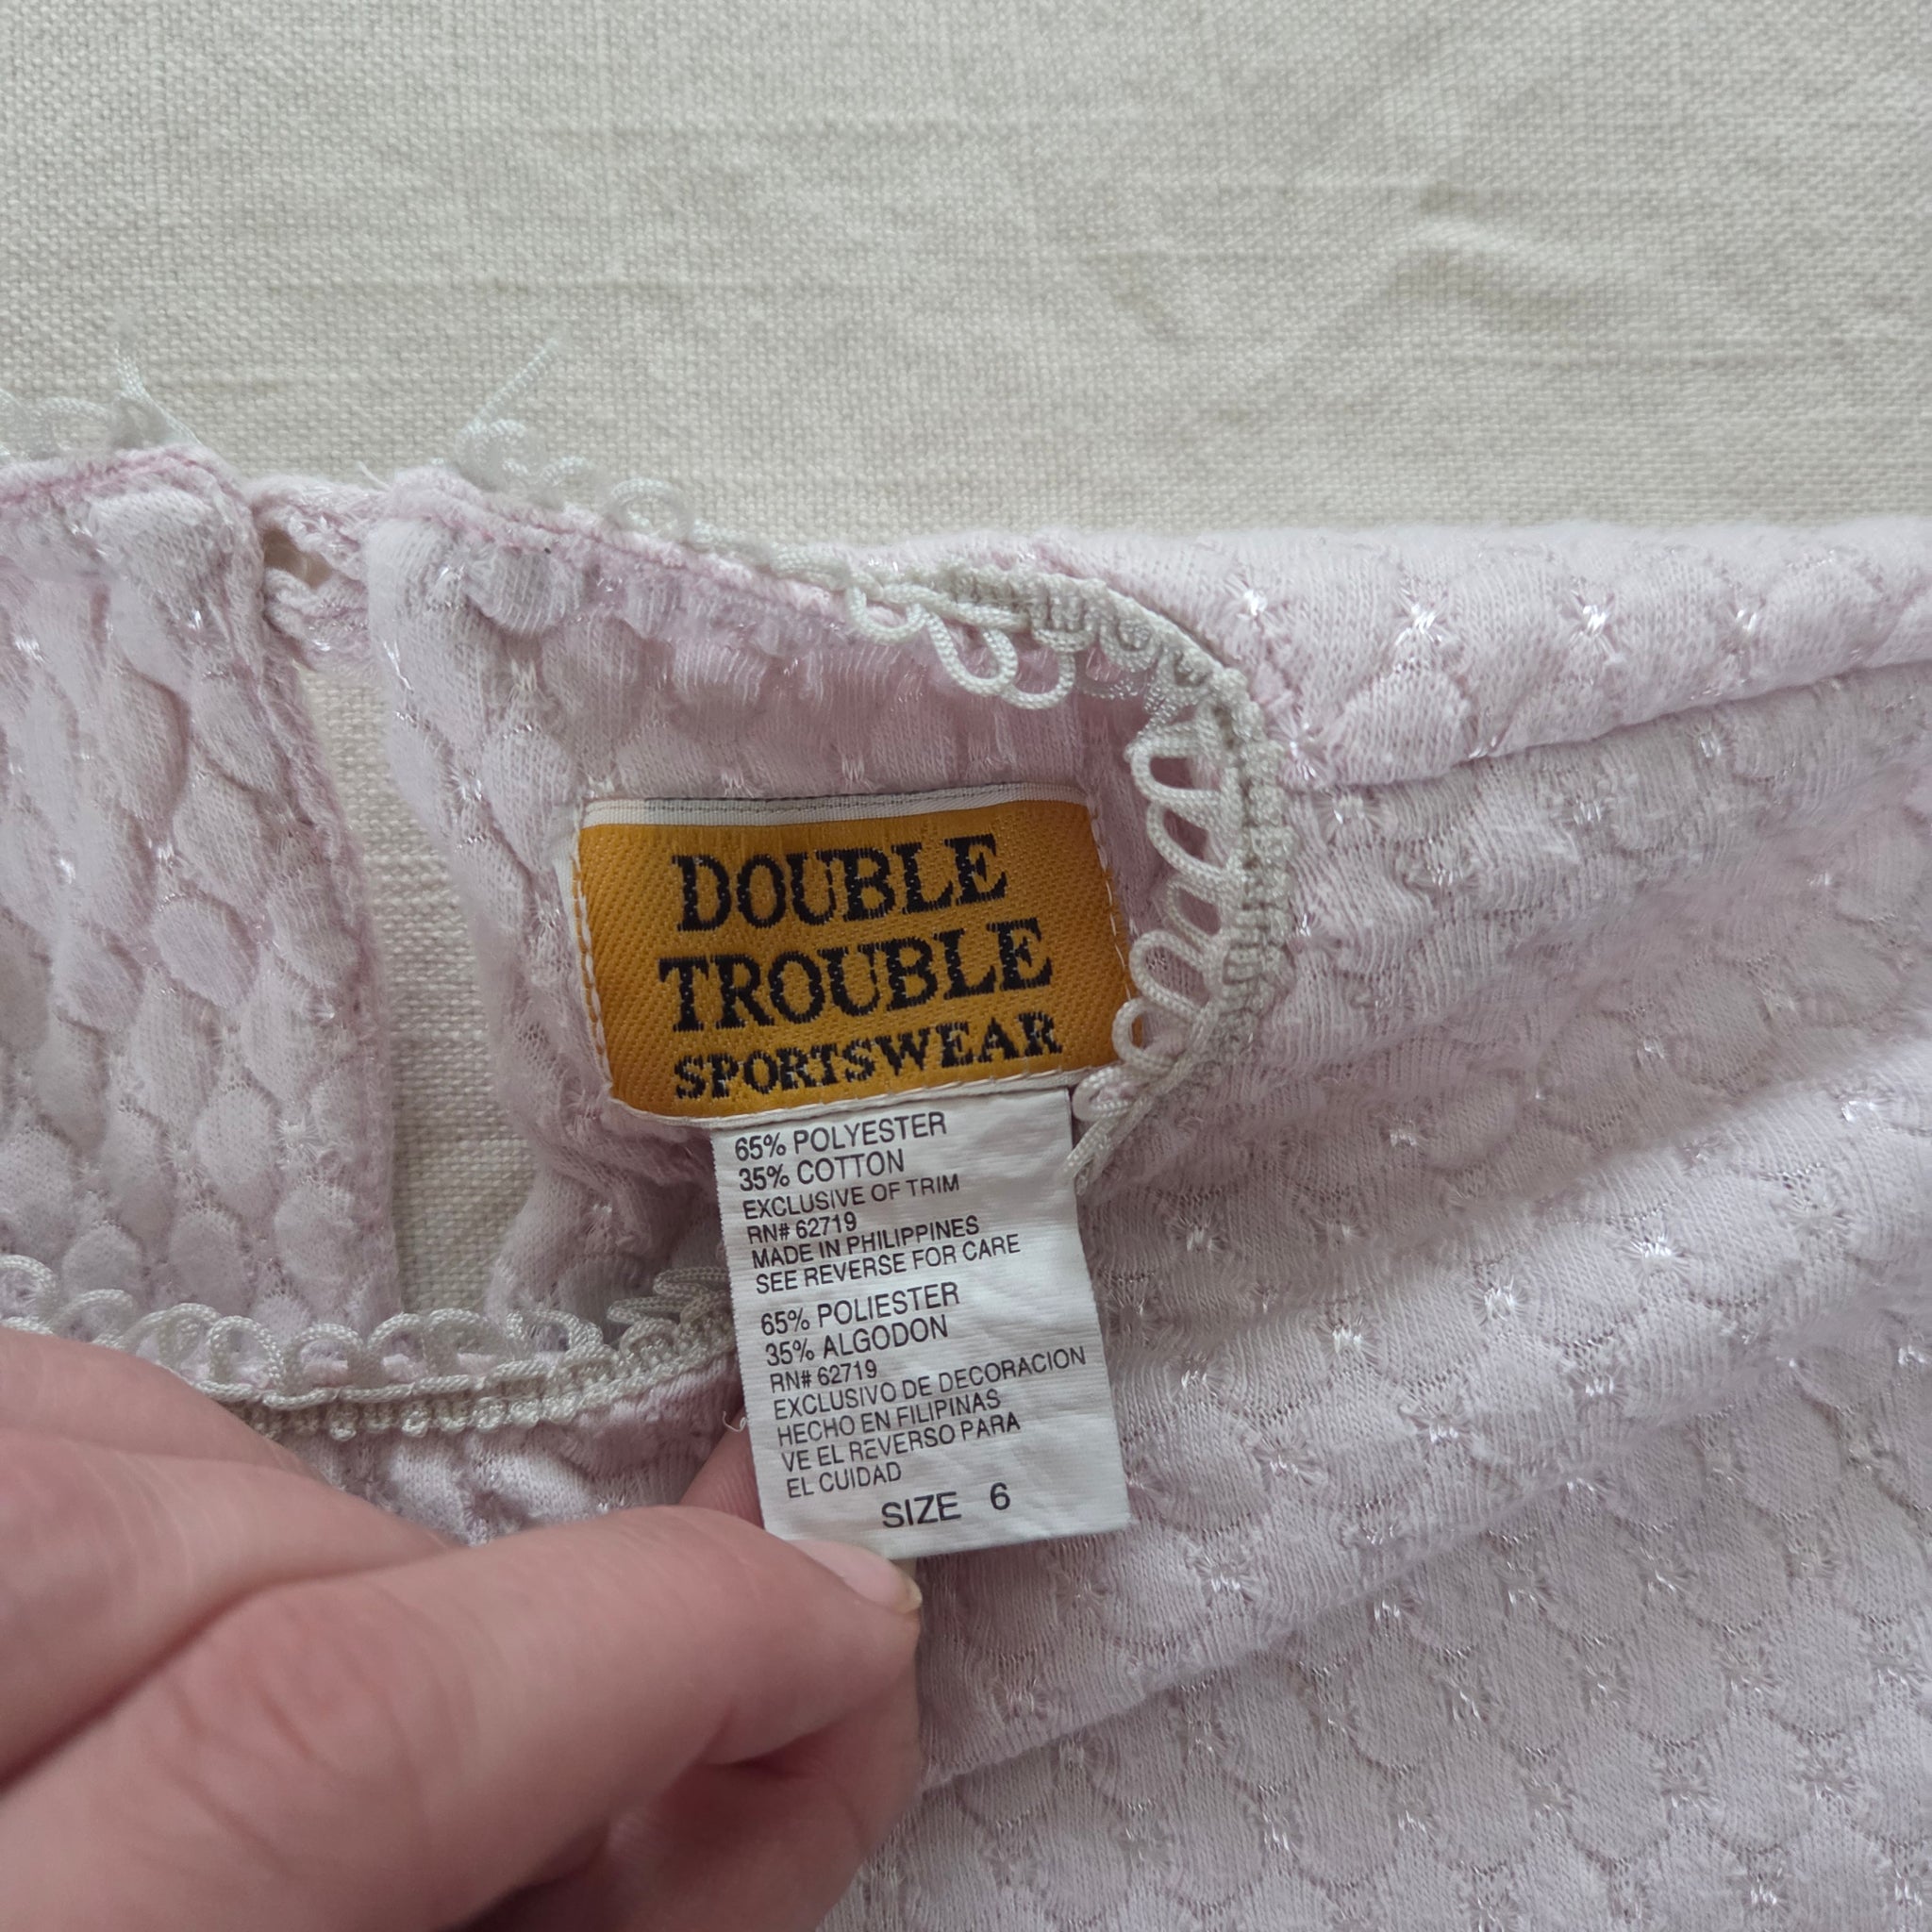 DOUBLE
TROUBLE
SPORTSWEAR
65% POLYESTER
35% COTTON
EXCLUSIVE OF TRIM
RN# 62719
MADE IN PHILIPPINES
SEE REVERSE FOR CARE
65% POLIESTER
35% ALGODON
RN# 62719
EXCLUSIVO DE DECORACION
HECHO EN FILIPINAS
VE EL REVERSO PARA
EL CUIDAD
SIZE 6